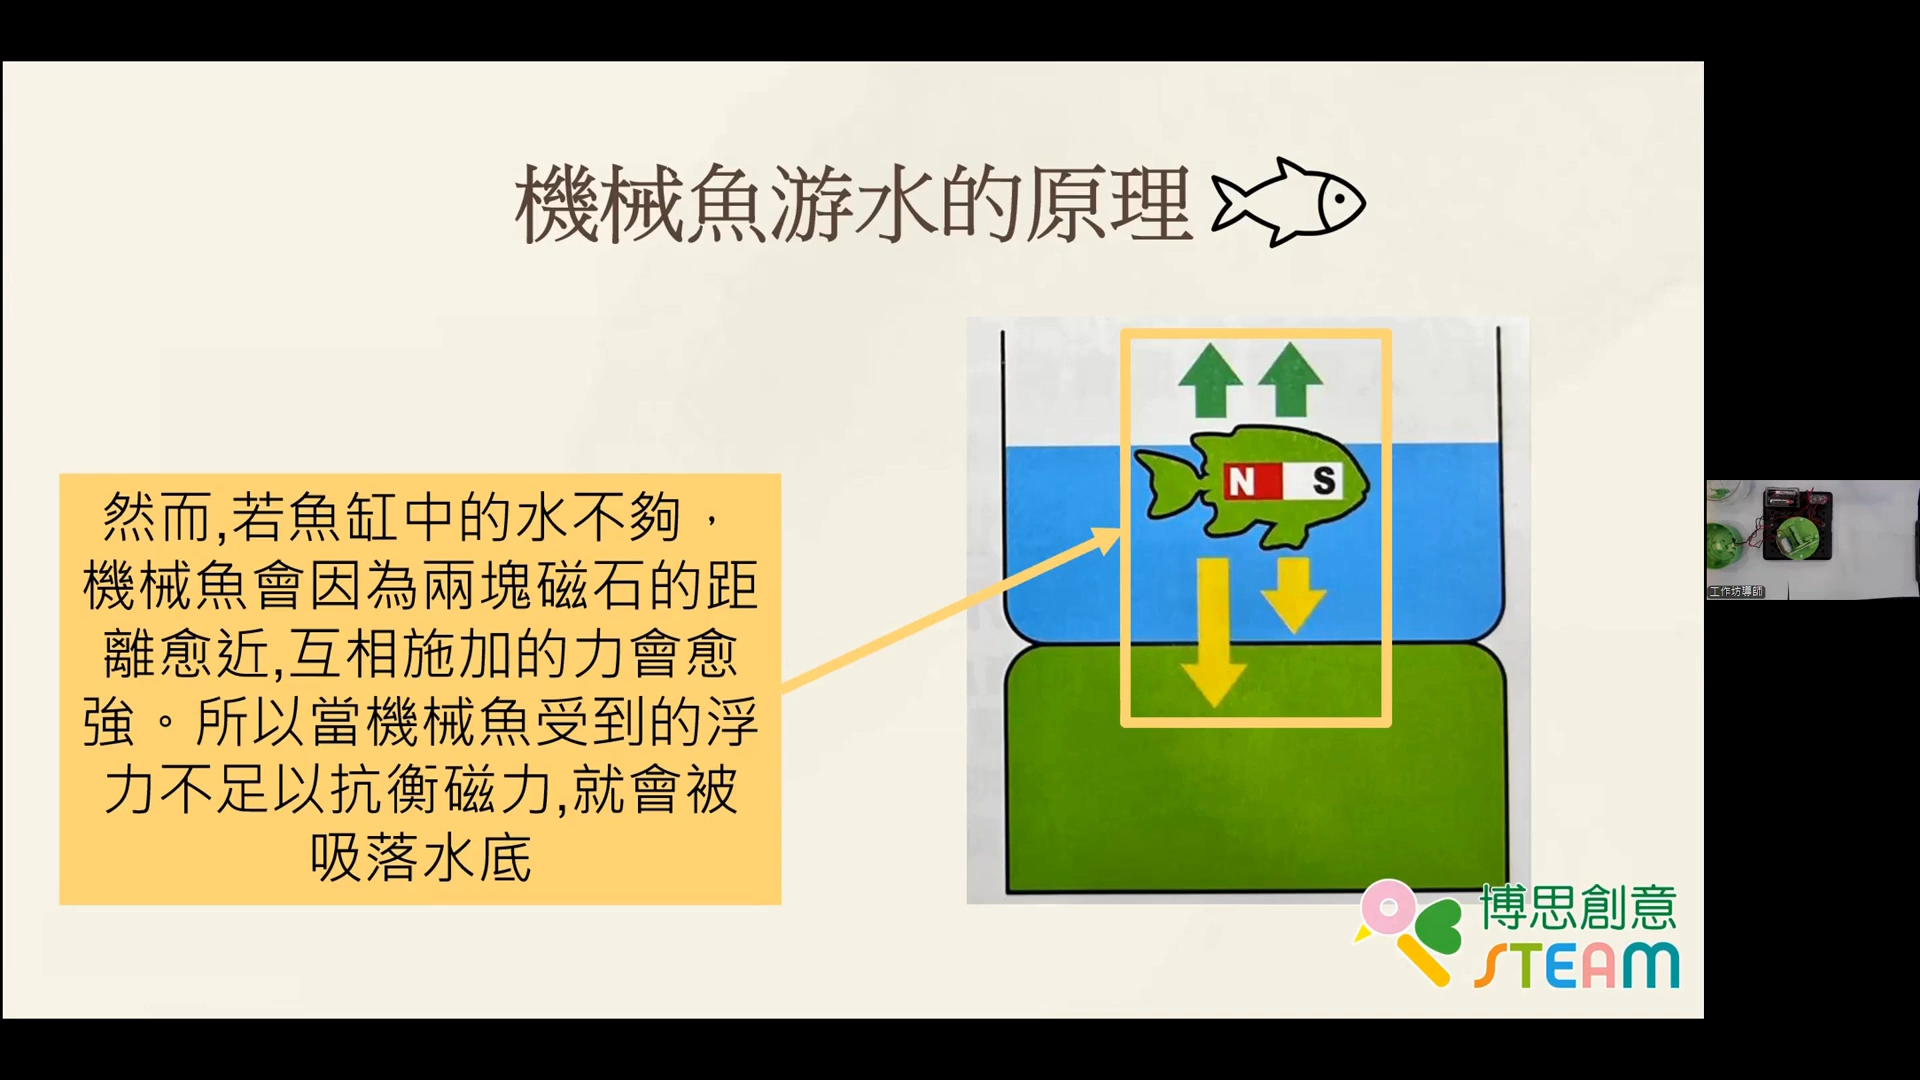 機械魚游水的原理
然而,若魚缸中的水不夠，
機械魚會因為兩塊磁石的距
離愈近,互相施加的力會愈
強。所以當機械魚受到的浮
力不足以抗衡磁力,就會被
吸落水底
N S
博思創意
STEAM
工作坊導師